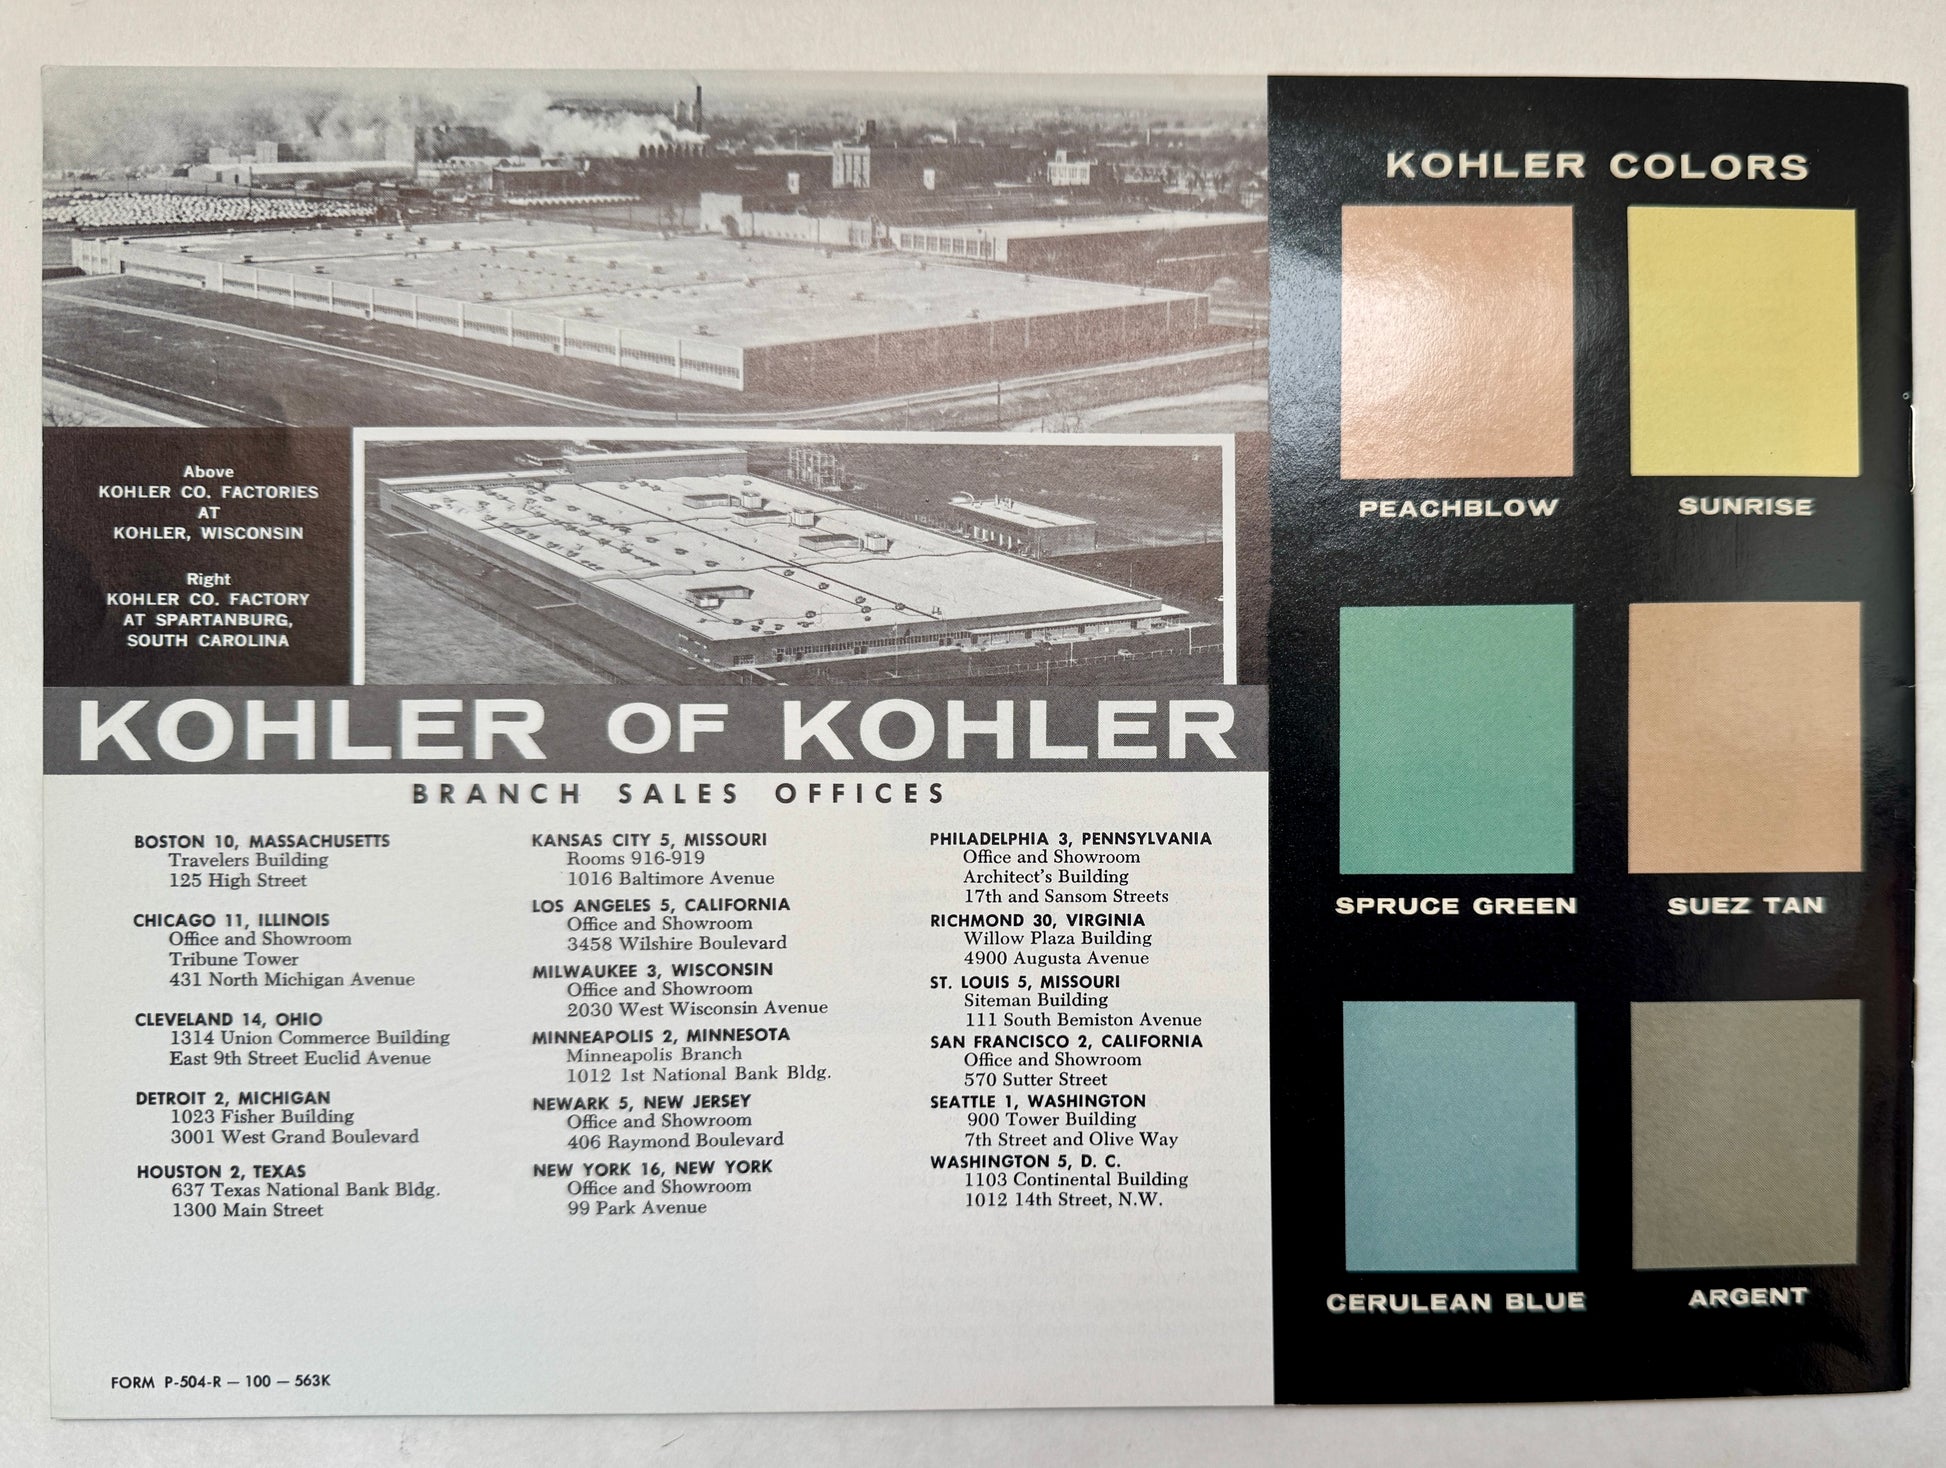 Above
KOHLER CO. FACTORIES
AT
KOHLER, WISCONSIN
Right
KOHLER CO. FACTORY
AT SPARTANBURG,
SOUTH CAROLINA
KOHLER OF KOHLER
BRANCH SALES OFFICES
BOSTON 10, MASSACHUSETTS
Travelers Building
125 High Street
CHICAGO 11, ILLINOIS
Office and Showroom
Tribune Tower
431 North Michigan Avenue
CLEVELAND 14, OHIO
1314 Union Commerce Building
East 9th Street Euclid Avenue
DETROIT 2, MICHIGAN
1023 Fisher Building
3001 West Grand Boulevard
HOUSTON 2, TEXAS
637 Texas National Bank Bldg.
1300 Main Street
KANSAS CITY 5, MISSOURI
Rooms 916-919
1016 Baltimore Avenue
LOS ANGELES 5, CALIFORNIA
Office and Showroom
3458 Wilshire Boulevard
MILWAUKEE 3, WISCONSIN
Office and Showroom
2030 West Wisconsin Avenue
MINNEAPOLIS 2, MINNESOTA
Minneapolis Branch
1012 1st National Bank Bldg.
NEWARK 5, NEW JERSEY
Office and Showroom
406 Raymond Boulevard
NEW YORK 16, NEW YORK
Office and Showroom
99 Park Avenue
PHILADELPHIA 3, PENNSYLVANIA
Office and Showroom
Architect's Building
17th and Sansom Streets
RICHMOND 30, VIRGINIA
Willow Plaza Building
4900 Augusta Avenue
ST. LOUIS 5, MISSOURI
Siteman Building
111 South Bemiston Avenue
SAN FRANCISCO 2, CALIFORNIA
Office and Showroom
570 Sutter Street
SEATTLE 1, WASHINGTON
900 Tower Building
7th Street and Olive Way
WASHINGTON 5, D. C.
1103 Continental Building
1012 14th Street, N.W.
FORM P-504-R — 100 — 563K
KOHLER COLORS
PEACHBLOW
SUNRISE
SPRUCE GREEN
SUEZ TAN
CERULEAN BLUE
ARGENT